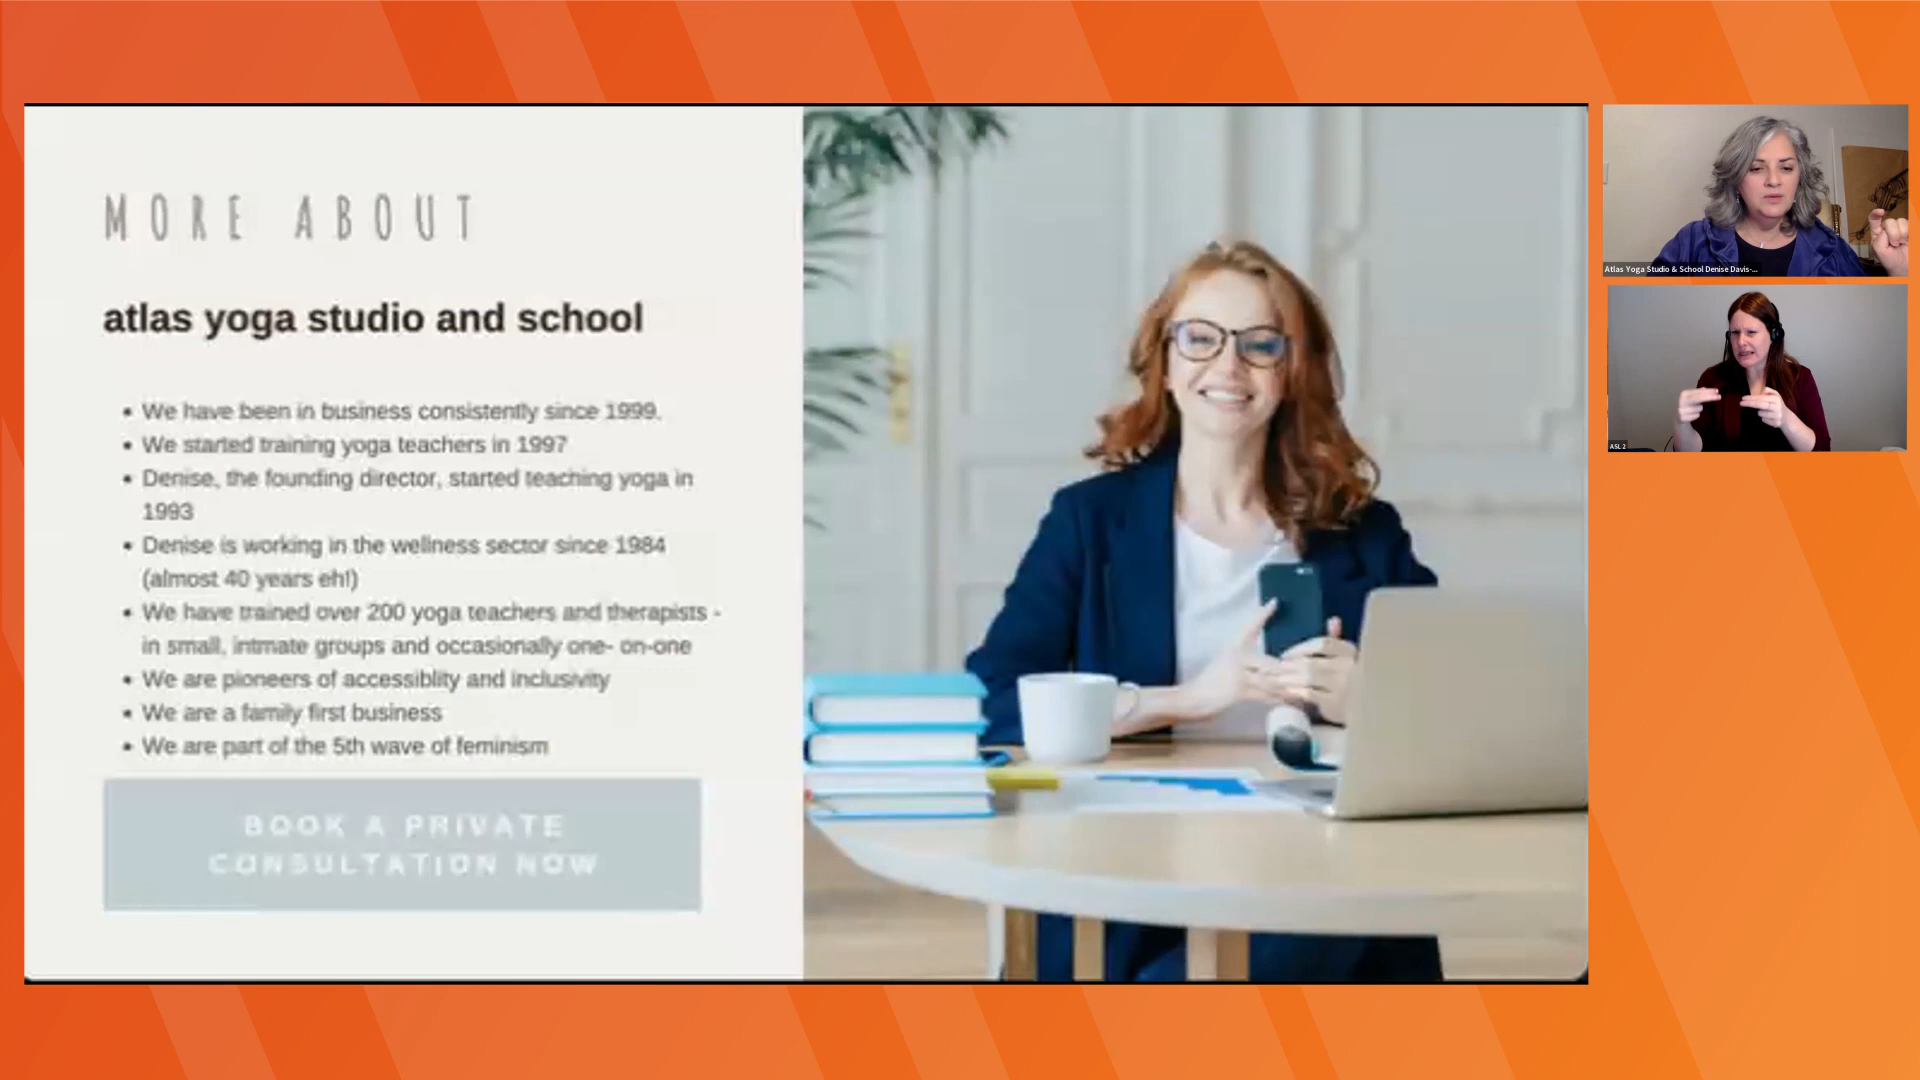 MORE ABOUT
atlas yoga studio and school
• We have been in business consistently since 1999.
• We started training yoga teachers in 1997
• Denise, the founding director, started teaching yoga in
1993
• Denise is working in the wellness sector since 1984
(almost 40 years eh!)
• We have trained over 200 yoga teachers and therapists -
in small, intmate groups and occasionally one- on-one
• We are pioneers of accessiblity and inclusivity
• We are a family first business
• We are part of the 5th wave of feminism
BOOK A PRIVATE
CONSULTATION NOW
Atlas Yoga Studio & School Denise Davis-...
ASL 2